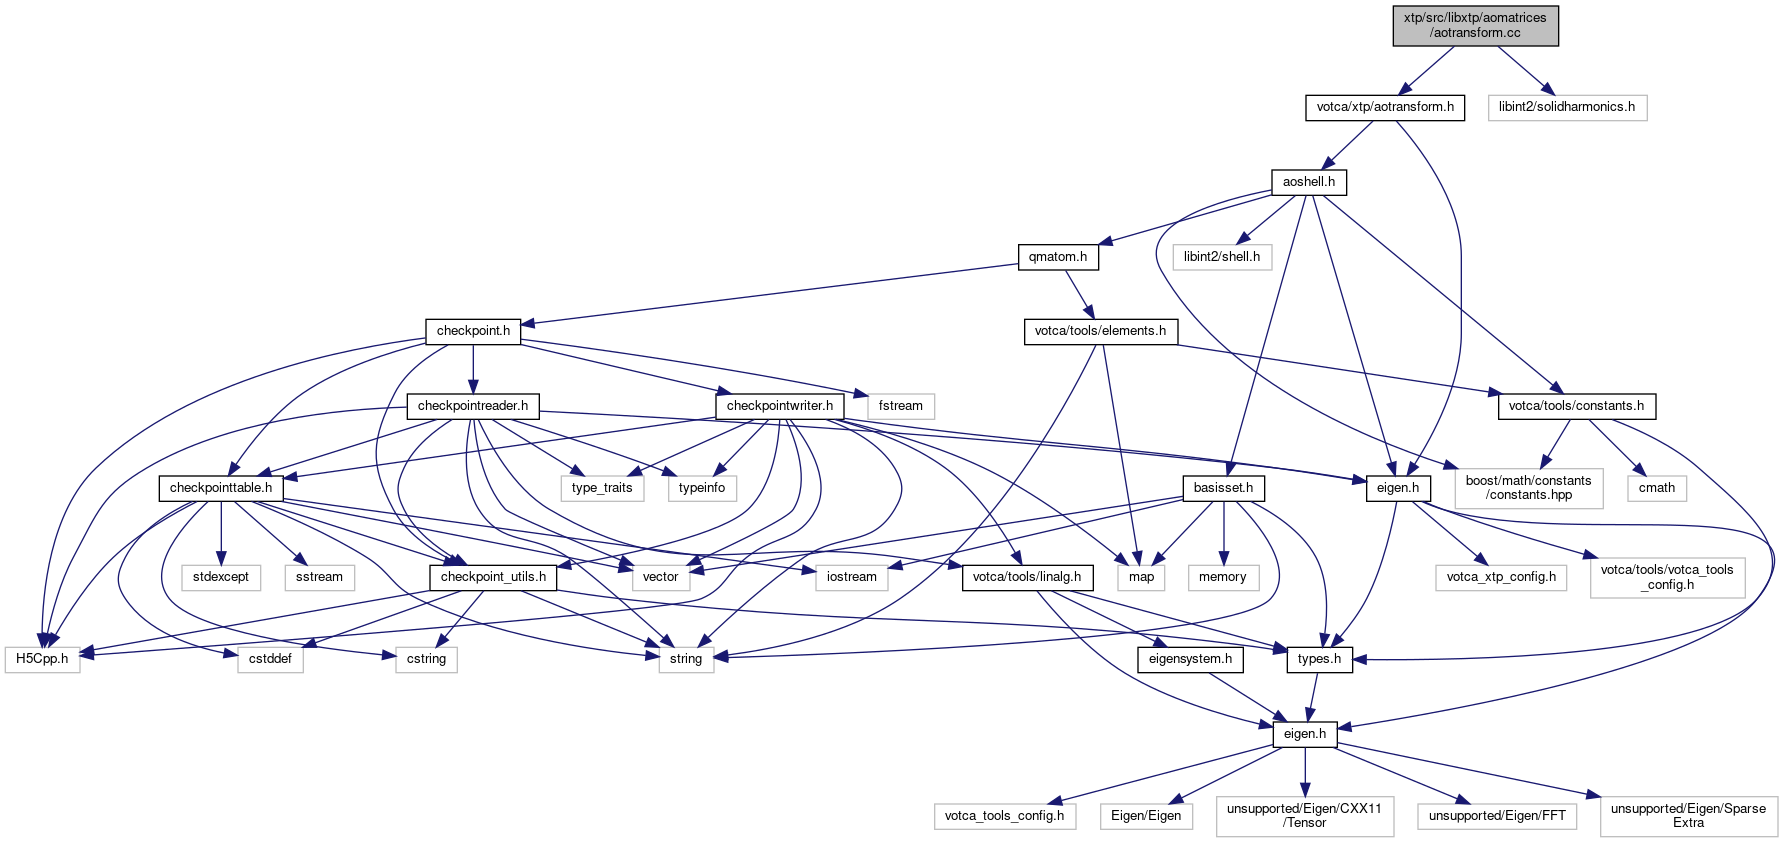 xtp/src/libxtp/aomatrices
/aotransform.cc
votca/xtp/aotransform.h
libint2/solidharmonics.h
aoshell.h
qmatom.h
libint2/shell.h
checkpoint.h
votca/tools/elements.h
checkpointreader.h
checkpointwriter.h
fstream
votca/tools/constants.h
checkpointtable.h
type_traits
typeinfo
basisset.h
eigen.h
boost/math/constants
/constants.hpp
cmath
stdexcept
sstream
checkpoint_utils.h
vector
iostream
votca/tools/linalg.h
map
memory
votca_xtp_config.h
votca/tools/votca_tools
_config.h
H5Cpp.h
cstddef
cstring
string
eigensystem.h
types.h
eigen.h
votca_tools_config.h
Eigen/Eigen
unsupported/Eigen/CXX11
/Tensor
unsupported/Eigen/FFT
unsupported/Eigen/Sparse
Extra